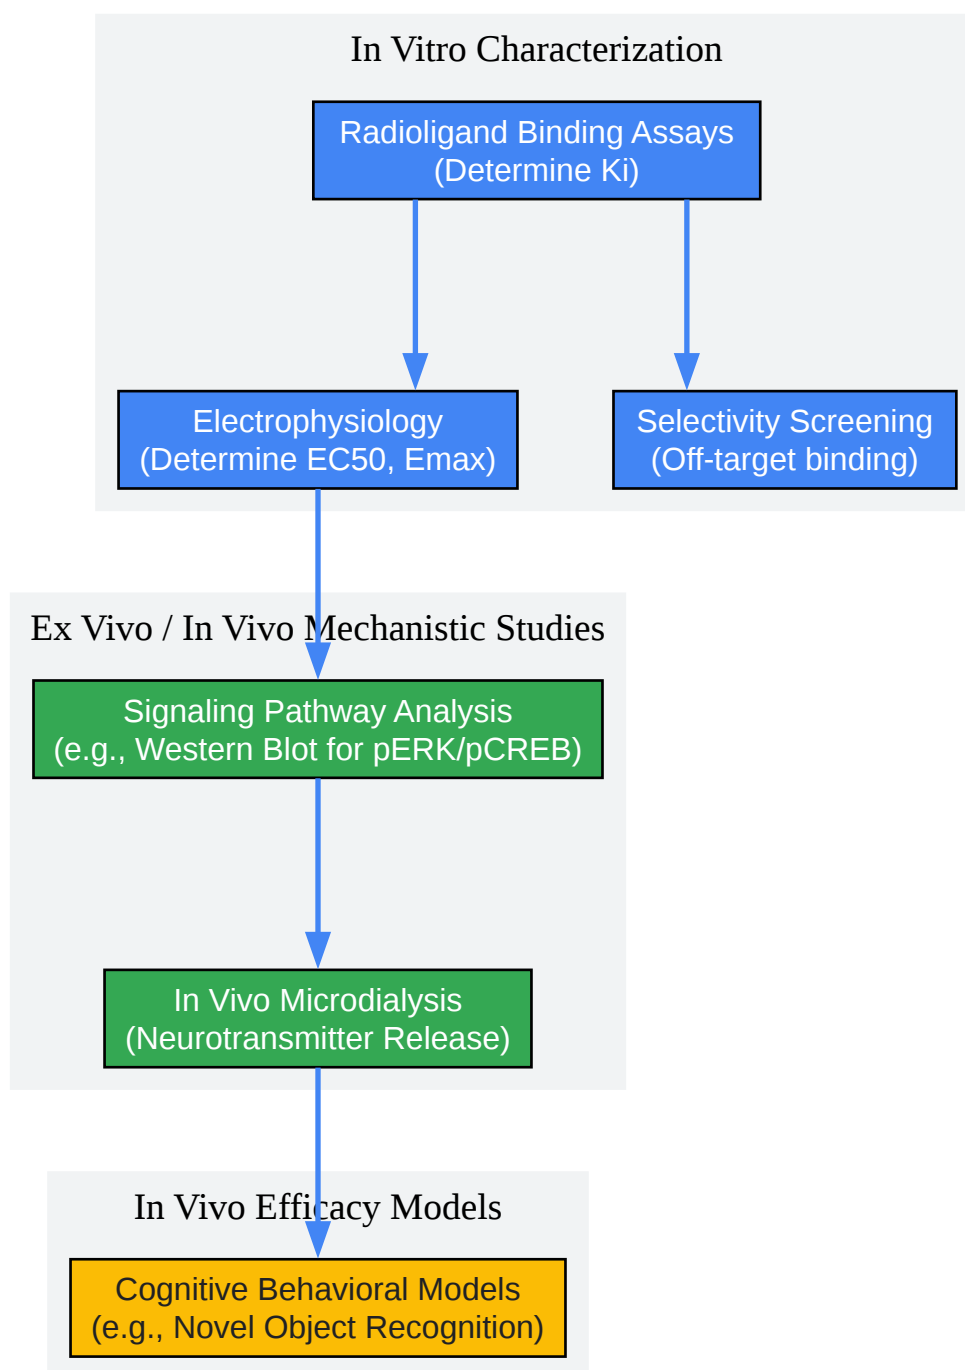 In Vitro Characterization
Radioligand Binding Assays
(Determine Ki)
Electrophysiology
(Determine EC50, Emax)
Selectivity Screening
(Off-target binding)
Ex Vivo / In Vivo Mechanistic Studies
Signaling Pathway Analysis
(e.g., Western Blot for pERK/pCREB)
In Vivo Microdialysis
(Neurotransmitter Release)
In Vivo Efficacy Models
Cognitive Behavioral Models
(e.g., Novel Object Recognition)